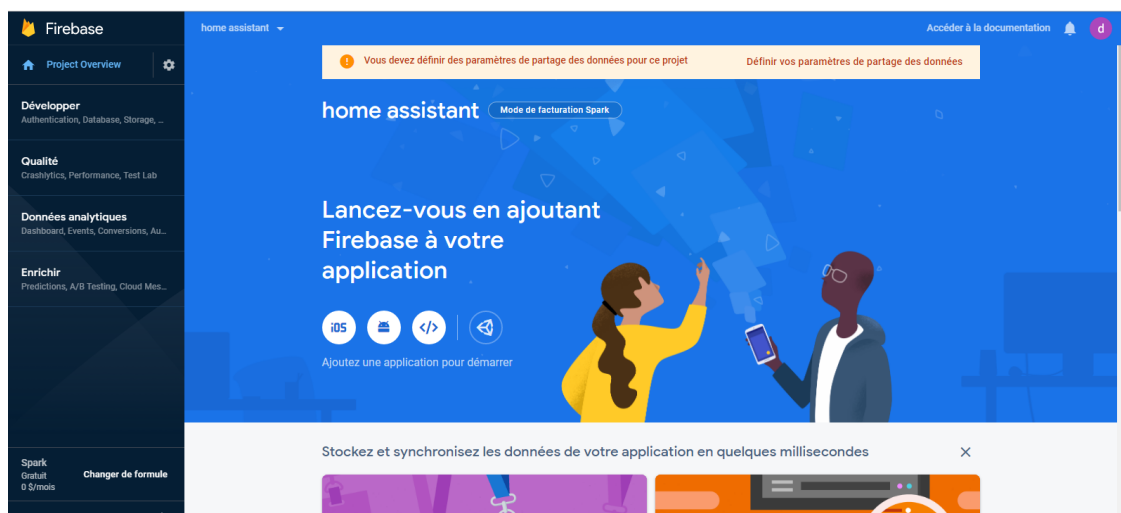 Firebase
home assistant
Accéder à la documentation
d
Project Overview
Vous devez définir des paramètres de partage des données pour ce projet
Définir vos paramètres de partage des données
Développer
Authentication, Database, Storage, ...
home assistant
Mode de facturation Spark
Qualité
Crashlytics, Performance, Test Lab
Données analytiques
Dashboard, Events, Conversions, Au...
Enrichir
Predictions, A/B Testing, Cloud Mes...
Lancez-vous en ajoutant
Firebase à votre
application
iOS
</>
Ajoutez une application pour démarrer
Stockez et synchronisez les données de votre application en quelques millisecondes
Spark
Gratuit
0 $/mois
Changer de formule